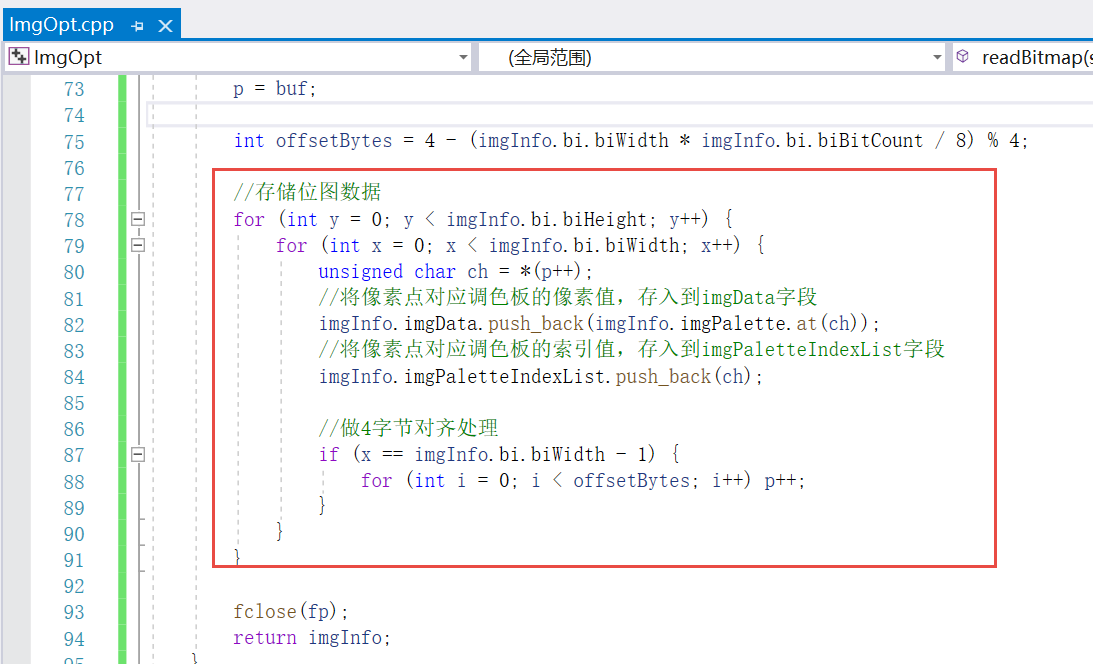 ImgOpt.cpp
ImgOpt (全局范围) readBitmap(s
73 p = buf;
74
75 int offsetBytes = 4 - (imgInfo.bi.biWidth * imgInfo.bi.biBitCount / 8) % 4;
76
77 //存储位图数据
78 for (int y = 0; y < imgInfo.bi.biHeight; y++) {
79 for (int x = 0; x < imgInfo.bi.biWidth; x++) {
80 unsigned char ch = *(p++);
81 //将像素点对应调色板的像素值，存入到imgData字段
82 imgInfo.imgData.push_back(imgInfo.imgPalette.at(ch));
83 //将像素点对应调色板的索引值，存入到imgPaletteIndexList字段
84 imgInfo.imgPaletteIndexList.push_back(ch);
85
86 //做4字节对齐处理
87 if (x == imgInfo.bi.biWidth - 1) {
88 for (int i = 0; i < offsetBytes; i++) p++;
89 }
90 }
91 }
92
93 fclose(fp);
94 return imgInfo;
95 }